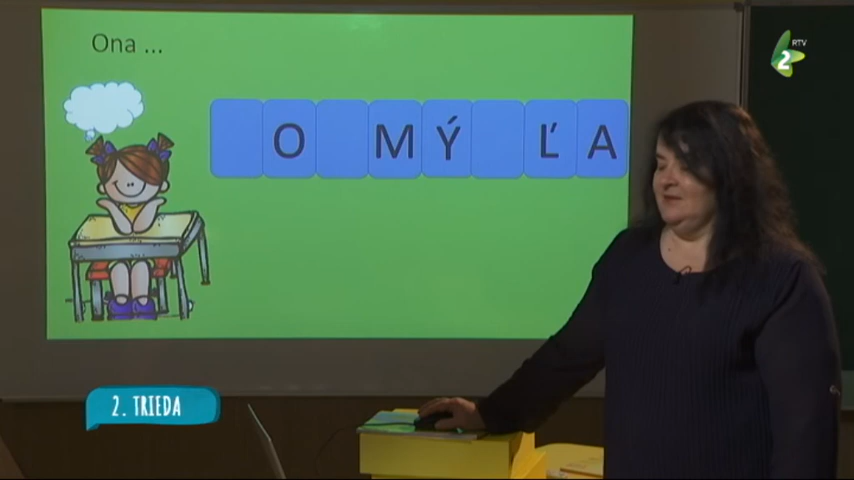 Ona ...
O MÝ ĽA
RTV
2
2. TRIEDA